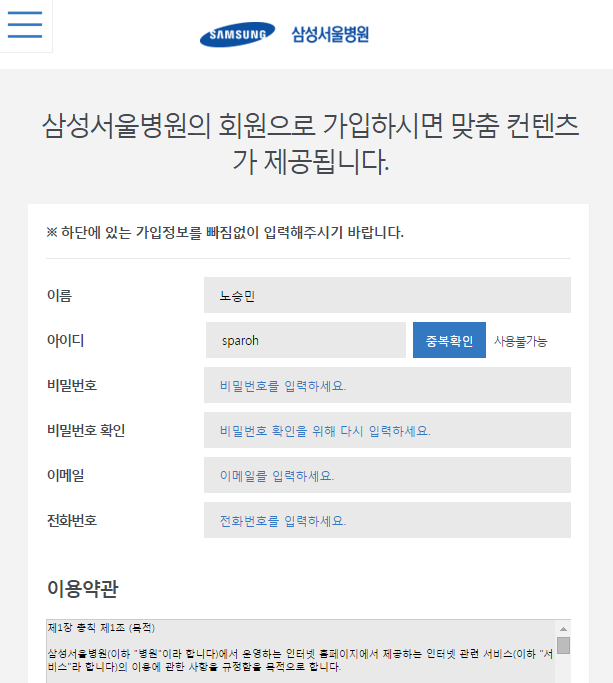 SAMSUNG 삼성서울병원
삼성서울병원의 회원으로 가입하시면 맞춤 컨텐츠
가 제공됩니다.
※ 하단에 있는 가입정보를 빠짐없이 입력해주시기 바랍니다.
이름 노승민
아이디 sparoh 중복확인 사용불가능
비밀번호 비밀번호를 입력하세요.
비밀번호 확인 비밀번호 확인을 위해 다시 입력하세요.
이메일 이메일를 입력하세요.
전화번호 전화번호를 입력하세요.
이용약관
제1장 총칙 제1조 (목적)
삼성서울병원(이하 "병원"이라 합니다)에서 운영하는 인터넷 홈페이지에서 제공하는 인터넷 관련 서비스(이하 "서
비스"라 합니다)의 이용에 관한 사항을 규정함을 목적으로 합니다.